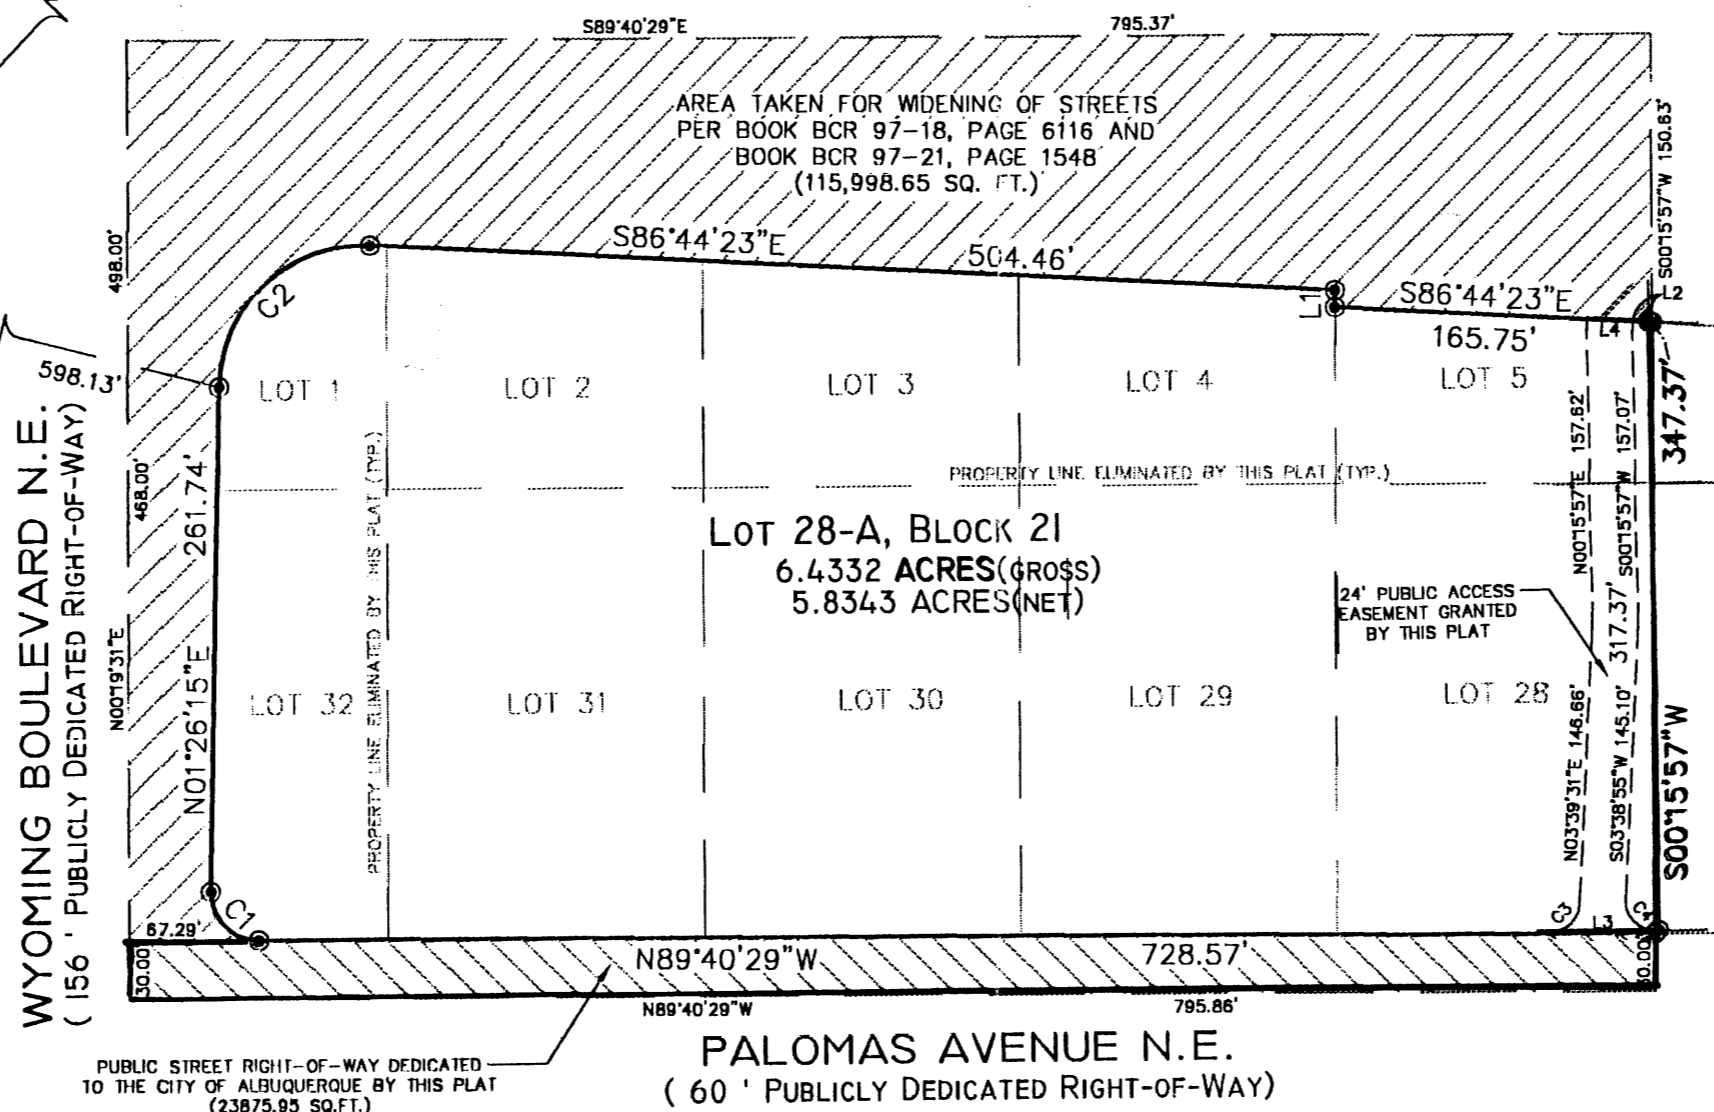 S89°40'29"E
795.37'
AREA TAKEN FOR WIDENING OF STREETS
PER BOOK BCR 97-18, PAGE 6116 AND
BOOK BCR 97-21, PAGE 1548
(115,998.65 SQ. FT.)
S00°15'57"W 150.63'
498.00'
S86°44'23"E
504.46'
L1
S86°44'23"E
165.75'
L2
L4
C2
598.13'
347.37'
LOT 1
LOT 2
LOT 3
LOT 4
LOT 5
WYOMING BOULEVARD N.E.
(156 ' PUBLICLY DEDICATED RIGHT-OF-WAY)
468.00'
N00°19'31"E
261.74'
N01°26'15"E
PROPERTY LINE ELIMINATED BY THIS PLAT (TYP.)
PROPERTY LINE ELIMINATED BY THIS PLAT (TYP.)
N00°15'57"E 157.62'
S00°15'57"W 157.07'
LOT 28-A, BLOCK 21
6.4332 ACRES(GROSS)
5.8343 ACRES(NET)
24' PUBLIC ACCESS
EASEMENT GRANTED
BY THIS PLAT
317.37'
LOT 32
LOT 31
LOT 30
LOT 29
LOT 28
N03°39'31"E 146.66'
S03°38'55"W 145.10'
S00°15'57"W
C1
C3
L3
67.29'
30.00'
N89°40'29"W
728.57'
30.00'
N89°40'29"W
795.86'
PALOMAS AVENUE N.E.
( 60 ' PUBLICLY DEDICATED RIGHT-OF-WAY)
PUBLIC STREET RIGHT-OF-WAY DEDICATED
TO THE CITY OF ALBUQUERQUE BY THIS PLAT
(23875.95 SQ.FT.)